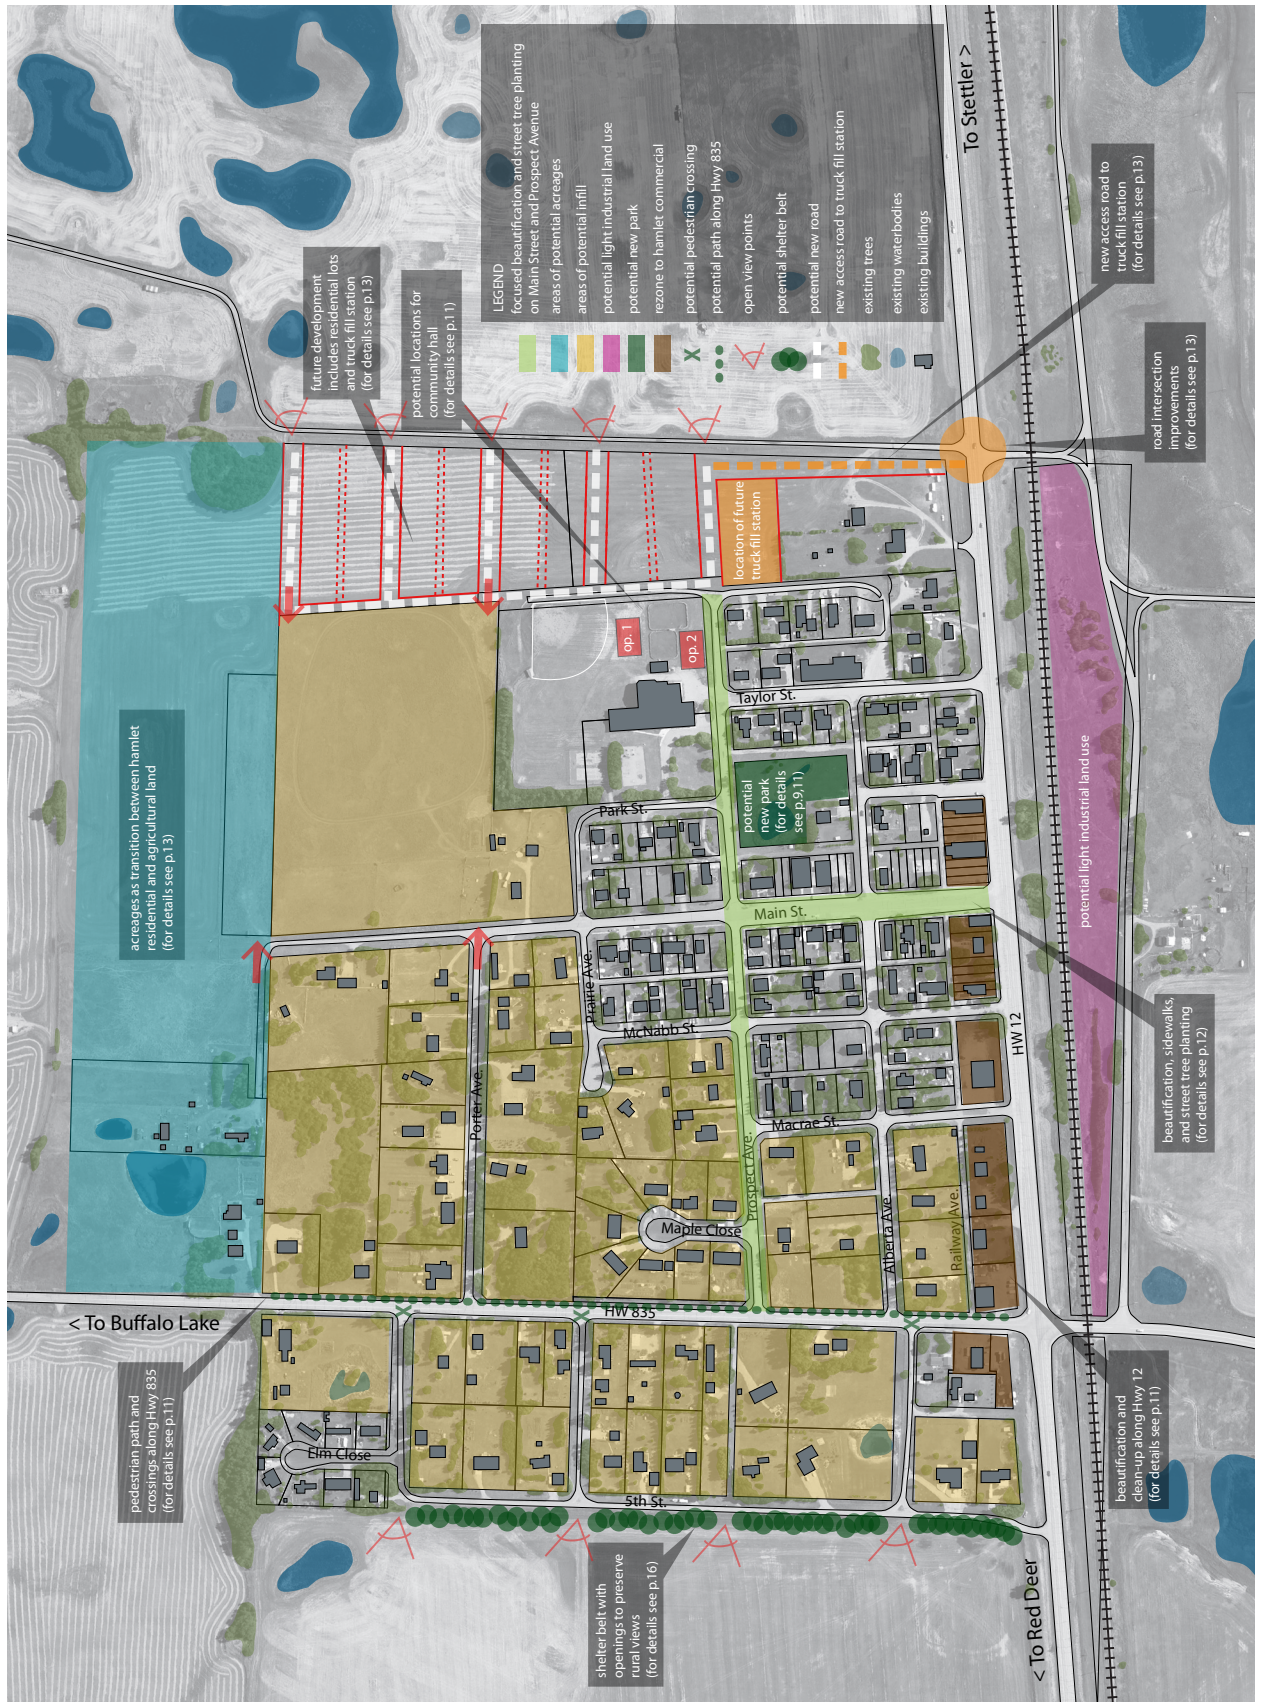 To Stettler >
LEGEND
focused beautification and street tree planting
on Main Street and Prospect Avenue
areas of potential acreages
areas of potential infill
potential light industrial land use
potential new park
rezone to hamlet commercial
potential pedestrian crossing
potential path along Hwy 835
open view points
potential shelter belt
potential new road
new access road to truck fill station
existing trees
existing waterbodies
existing buildings
future development
includes residential lots
and truck fill station
(for details see p.13)
potential locations for
community hall
(for details see p.11)
new access road to
truck fill station
(for details see p.13)
road intersection
improvements
(for details see p.13)
location of future
truck fill station
op. 1
op. 2
Taylor St.
acreages as transition between hamlet
residential and agricultural land
(for details see p.13)
potential
new park
(for details
see p.9,11)
potential light industrial land use
Park St.
Main St.
Prairie Ave.
McNabb St.
HW 12
beautification, sidewalks,
and street tree planting
(for details see p.12)
Porter Ave.
Macrae St.
Prospect Ave.
Maple Close
Alberta Ave.
Railway Ave.
HW 835
< To Buffalo Lake
pedestrian path and
crossings along Hwy 835
(for details see p.11)
beautification and
clean-up along Hwy 12
(for details see p.11)
Elm Close
5th St.
shelter belt with
openings to preserve
rural views
(for details see p.16)
< To Red Deer